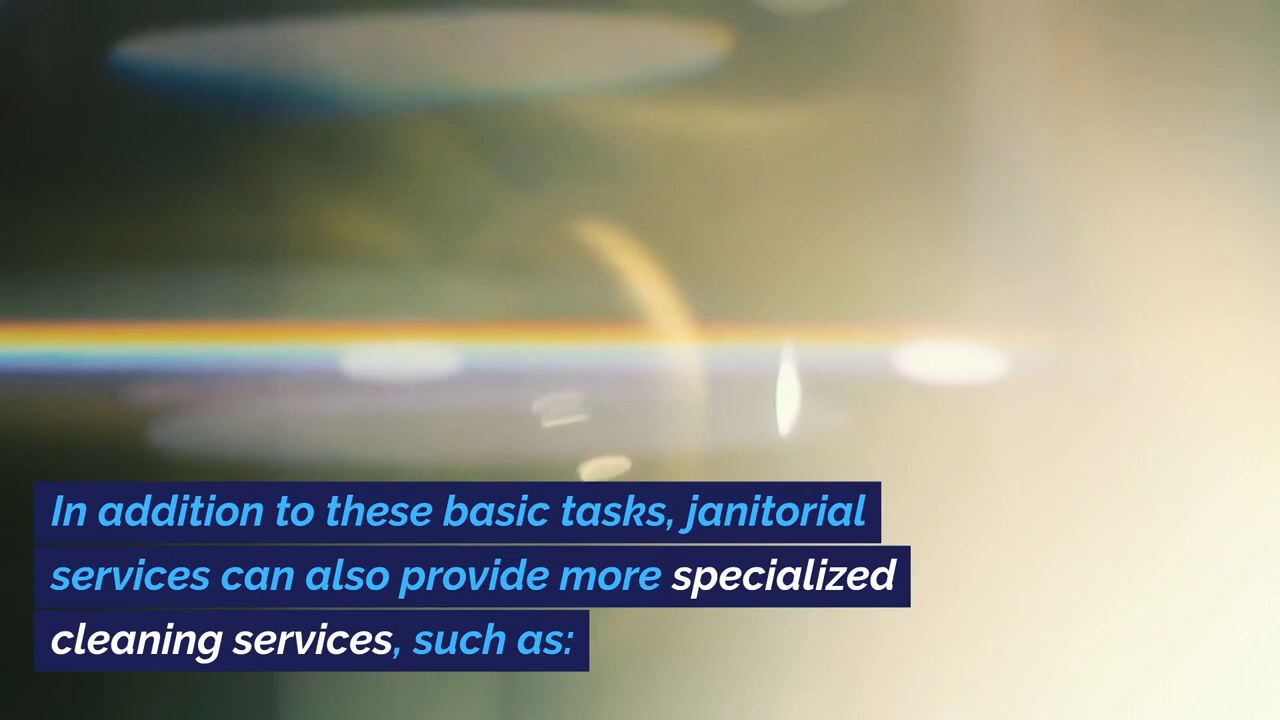 In addition to these basic tasks, janitorial
services can also provide more specialized
cleaning services, such as: